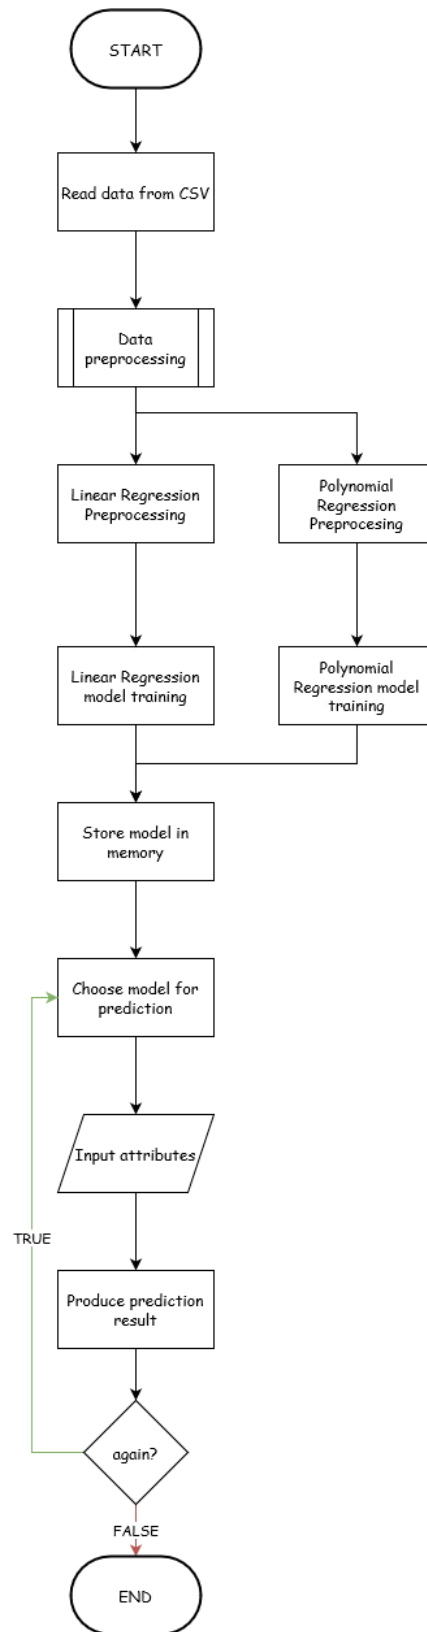 START
Read data from CSV
Data
preprocessing
Linear Regression
Preprocessing
Polynomial
Regression
Preprocesing
Linear Regression
model training
Polynomial
Regression model
training
Store model in
memory
Choose model for
prediction
Input attributes
TRUE
Produce prediction
result
again?
FALSE
END